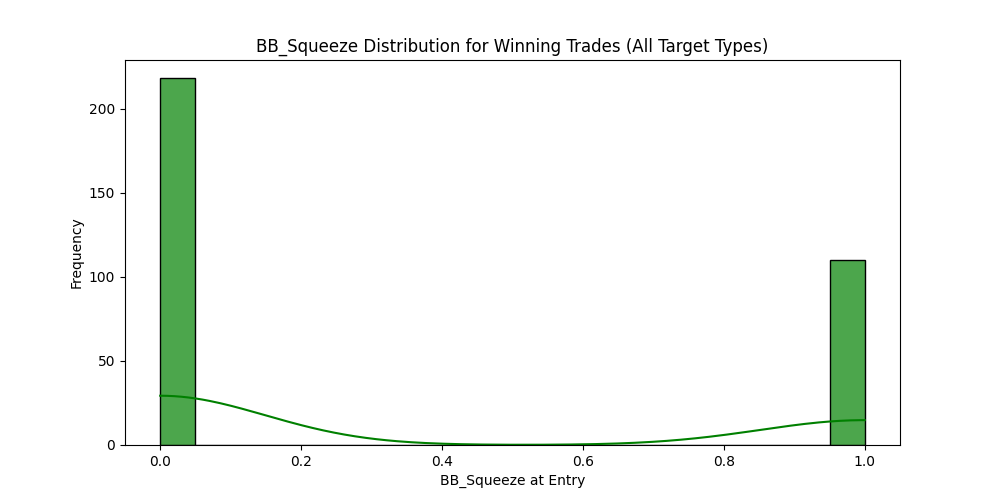 BB_Squeeze Distribution for Winning Trades (All Target Types)
200
150
100
50
0
Frequency
0.0 0.2 0.4 0.6 0.8 1.0
BB_Squeeze at Entry